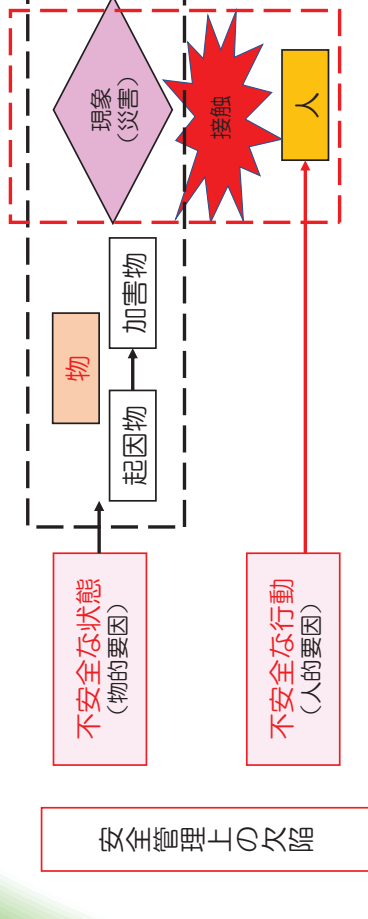 安全管理上の欠陥
不安全な状態
(物的要因)
不安全な行動
(人的要因)
物
起因物
加害物
現象
(災害)
接触
人